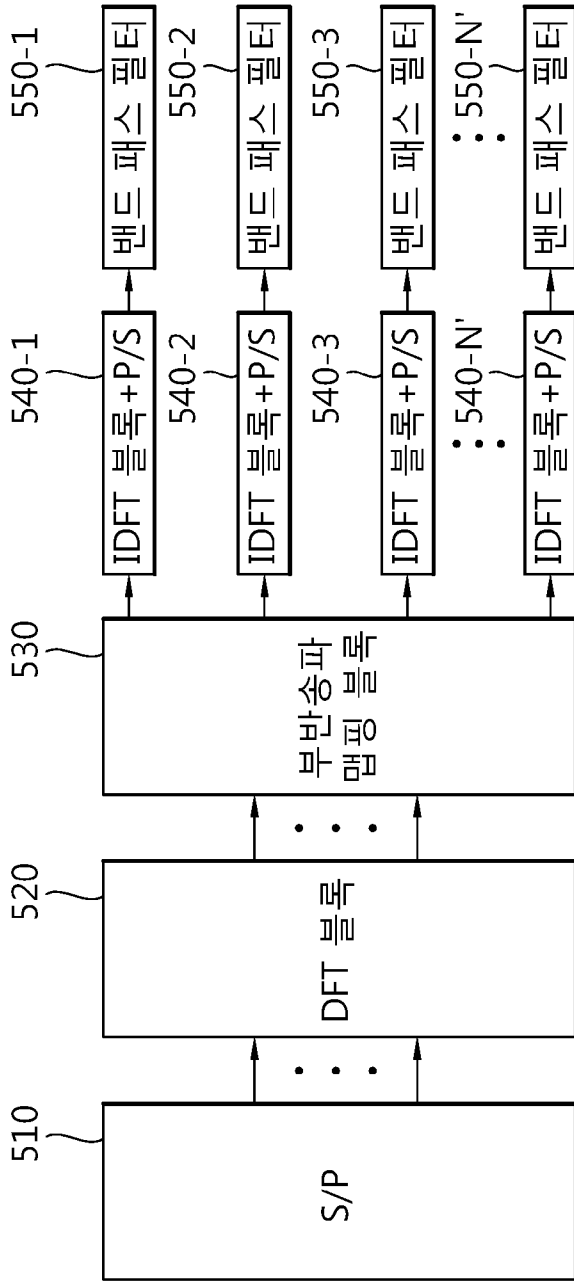 510
S/P
520
DFT 블록
530
부반송파
맵핑 블록
540-1
IDFT 블록+P/S
550-1
밴드 패스 필터
540-2
IDFT 블록+P/S
550-2
밴드 패스 필터
540-3
IDFT 블록+P/S
550-3
밴드 패스 필터
540-N'
IDFT 블록+P/S
550-N'
밴드 패스 필터